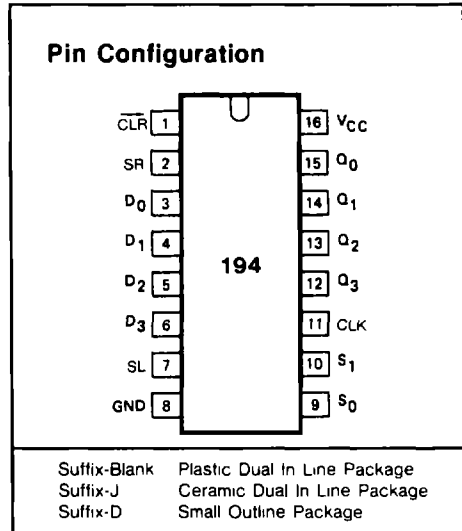 Pin Configuration
CLR 1
SR 2
D0 3
D1 4
D2 5
D3 6
SL 7
GND 8
194
16 VCC
15 Q0
14 Q1
13 Q2
12 Q3
11 CLK
10 S1
9 S0
Suffix-Blank Plastic Dual In Line Package
Suffix-J Ceramic Dual In Line Package
Suffix-D Small Outline Package